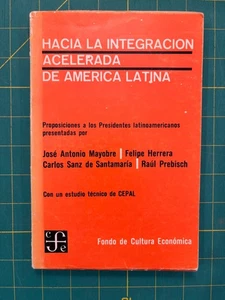 HACIA LA INTEGRACION
ACELERADA
DE AMERICA LATINA
Proposiciones a los Presidentes latinoamericanos
presentadas por
José Antonio Mayobre | Felipe Herrera
Carlos Sanz de Santamaría | Raúl Prebisch
Con un estudio técnico de CEPAL
Fondo de Cultura Económica